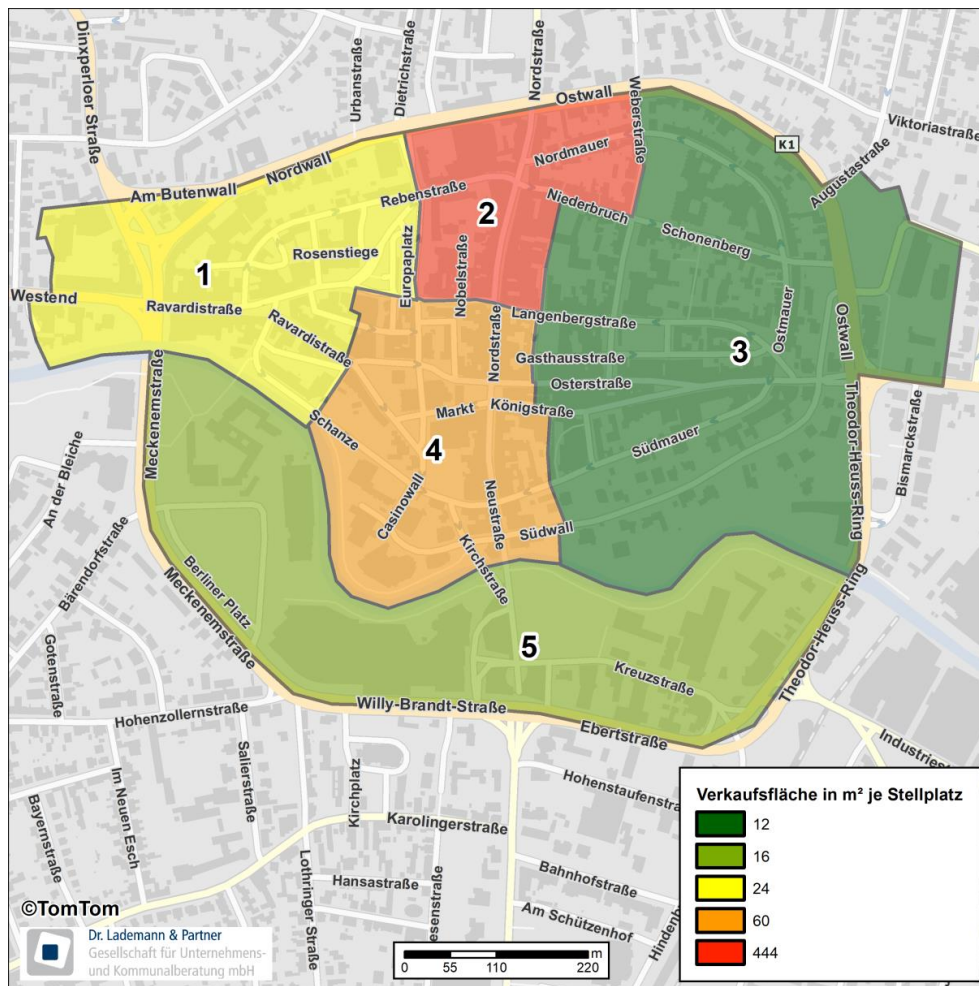 Dinxperloer Straße
Urbanstraße
Dietrichstraße
Nordstraße
Ostwall
Weberstraße
Viktoriastraße
K1
Augustastraße
Nordwall
Am-Butenwall
Nordmauer
Rebenstraße
2
Niederbruch
Schonenberg
1
Rosenstiege
Europaplatz
Nobelstraße
Westend
Ravardistraße
Ravardistraße
Nordstraße
Langenbergstraße
Ostmauer
Ostwall
Gasthausstraße
3
Osterstraße
Meckenemstraße
Schanze
Markt
Königstraße
4
Südmauer
Theodor-Heuss-Ring
Bismarckstraße
An der Bleiche
Casinowall
Neustraße
Südwall
Kirchstraße
Bärendorfstraße
Berliner Platz
Meckenemstraße
5
Kreuzstraße
Theodor-Heuss-Ring
Gotenstraße
Hohenzollernstraße
Willy-Brandt-Straße
Ebertstraße
Salierstraße
Im Neuen Esch
Kirchplatz
Bayernstraße
Karolingerstraße
Lothringer Straße
Hansastraße
Bahnhofstraße
Am Schützenhof
Verkaufsfläche in m² je Stellplatz
12
16
24
60
444
©TomTom
Dr. Lademann & Partner
Gesellschaft für Unternehmens-
und Kommunalberatung mbH
m
0 55 110 220